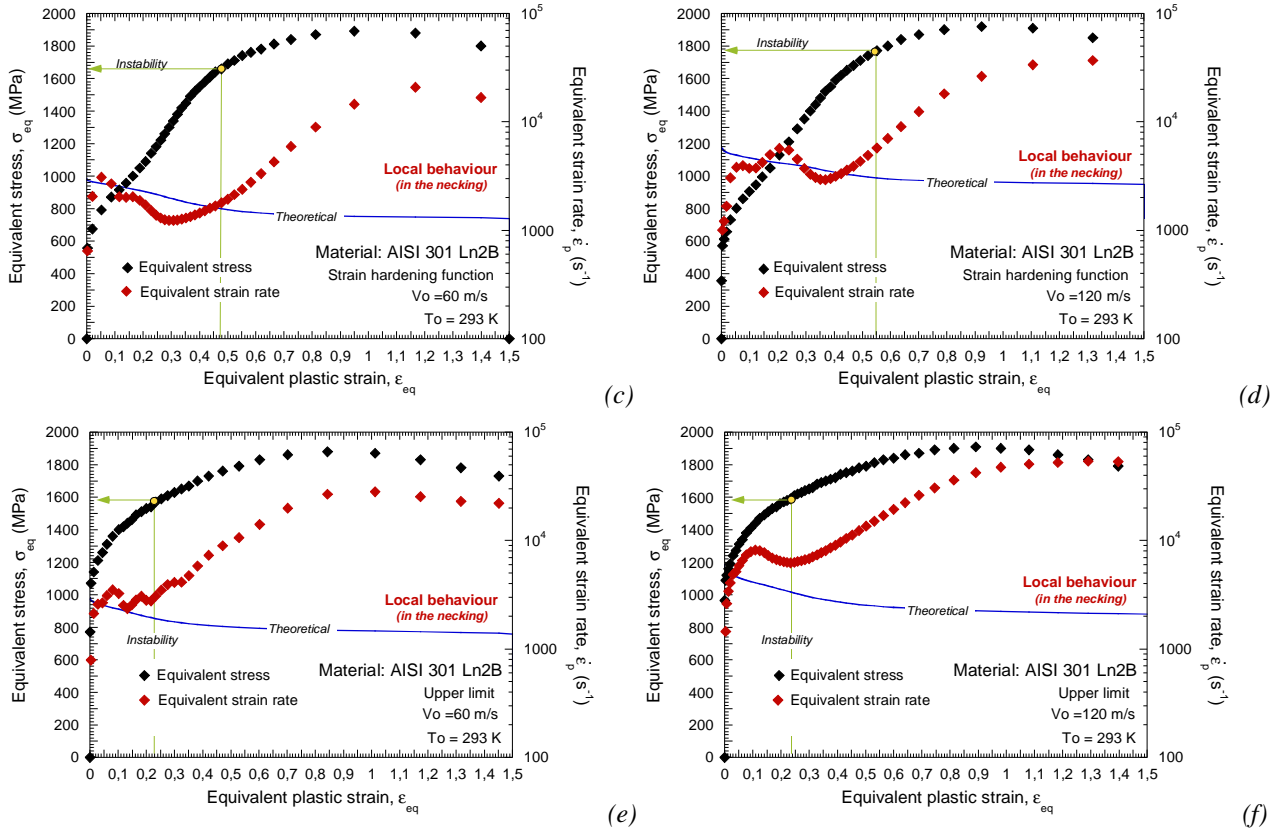 2000
1800
1600
1400
1200
1000
800
600
400
200
0
Equivalent stress, σeq (MPa)
10^5
10^4
1000
100
Equivalent strain rate, ε̇p (s^-1)
Instability
Local behaviour
(in the necking)
Theoretical
Material: AISI 301 Ln2B
Equivalent stress
Strain hardening function
Equivalent strain rate
Vo =60 m/s
To = 293 K
0 0,1 0,2 0,3 0,4 0,5 0,6 0,7 0,8 0,9 1 1,1 1,2 1,3 1,4 1,5
Equivalent plastic strain, εeq
(c)
2000
1800
1600
1400
1200
1000
800
600
400
200
0
Equivalent stress, σeq (MPa)
10^5
10^4
1000
100
Equivalent strain rate, ε̇p (s^-1)
Instability
Local behaviour
(in the necking)
Theoretical
Material: AISI 301 Ln2B
Equivalent stress
Strain hardening function
Equivalent strain rate
Vo =120 m/s
To = 293 K
0 0,1 0,2 0,3 0,4 0,5 0,6 0,7 0,8 0,9 1 1,1 1,2 1,3 1,4 1,5
Equivalent plastic strain, εeq
(d)
2000
1800
1600
1400
1200
1000
800
600
400
200
0
Equivalent stress, σeq (MPa)
10^5
10^4
1000
100
Equivalent strain rate, ε̇p (s^-1)
Local behaviour
(in the necking)
Theoretical
Instability
Material: AISI 301 Ln2B
Equivalent stress
Upper limit
Equivalent strain rate
Vo =60 m/s
To = 293 K
0 0,1 0,2 0,3 0,4 0,5 0,6 0,7 0,8 0,9 1 1,1 1,2 1,3 1,4 1,5
Equivalent plastic strain, εeq
(e)
2000
1800
1600
1400
1200
1000
800
600
400
200
0
Equivalent stress, σeq (MPa)
10^5
10^4
1000
100
Equivalent strain rate, ε̇p (s^-1)
Local behaviour
(in the necking)
Theoretical
Instability
Material: AISI 301 Ln2B
Equivalent stress
Upper limit
Equivalent strain rate
Vo =120 m/s
To = 293 K
0 0,1 0,2 0,3 0,4 0,5 0,6 0,7 0,8 0,9 1 1,1 1,2 1,3 1,4 1,5
Equivalent plastic strain, εeq
(f)